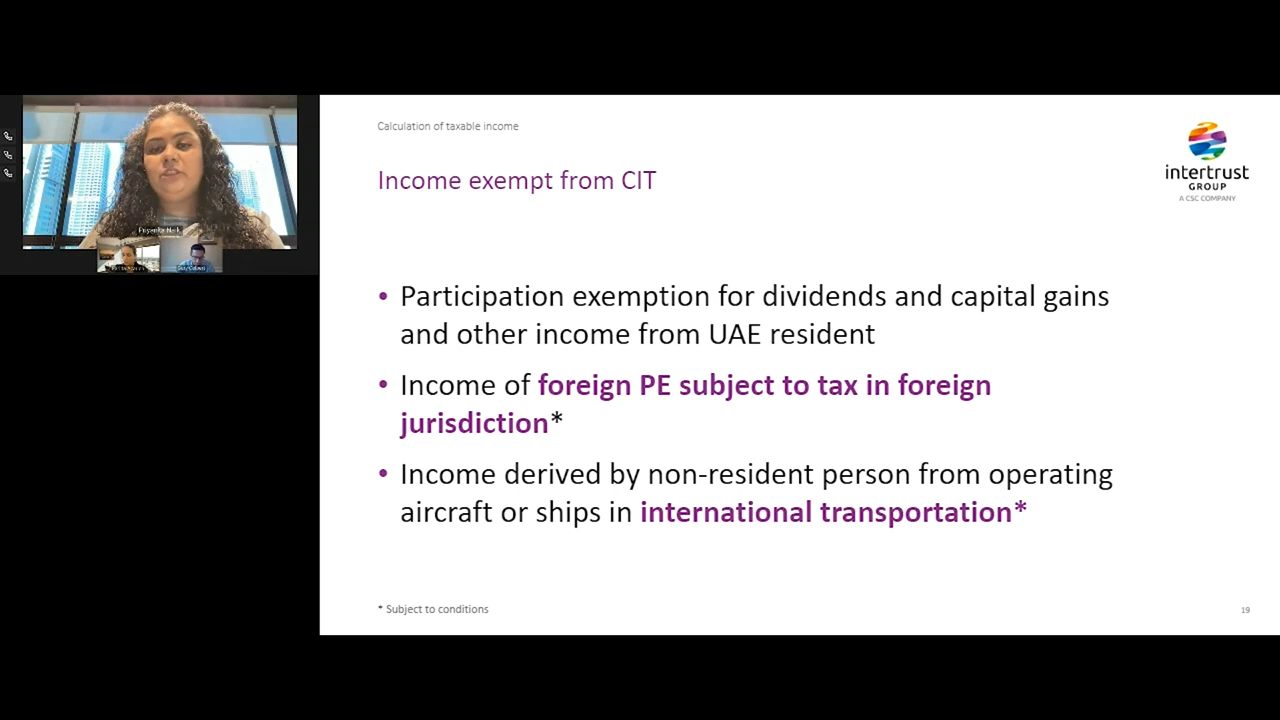 Calculation of taxable income
Income exempt from CIT
intertrust
GROUP
A CSC COMPANY
• Participation exemption for dividends and capital gains
and other income from UAE resident
• Income of foreign PE subject to tax in foreign
jurisdiction*
• Income derived by non-resident person from operating
aircraft or ships in international transportation*
* Subject to conditions
19
Priyanka Naik